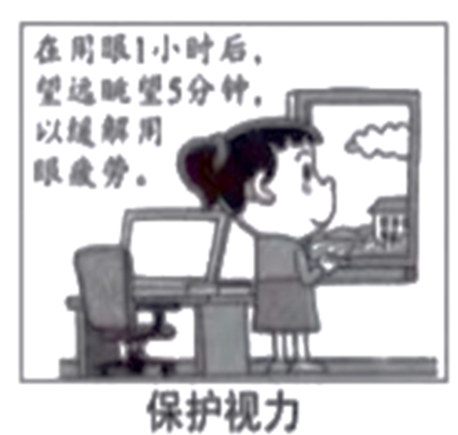 在用眼1小时后，
望远眺望5分钟，
以缓解用
眼疲劳。
保护视力